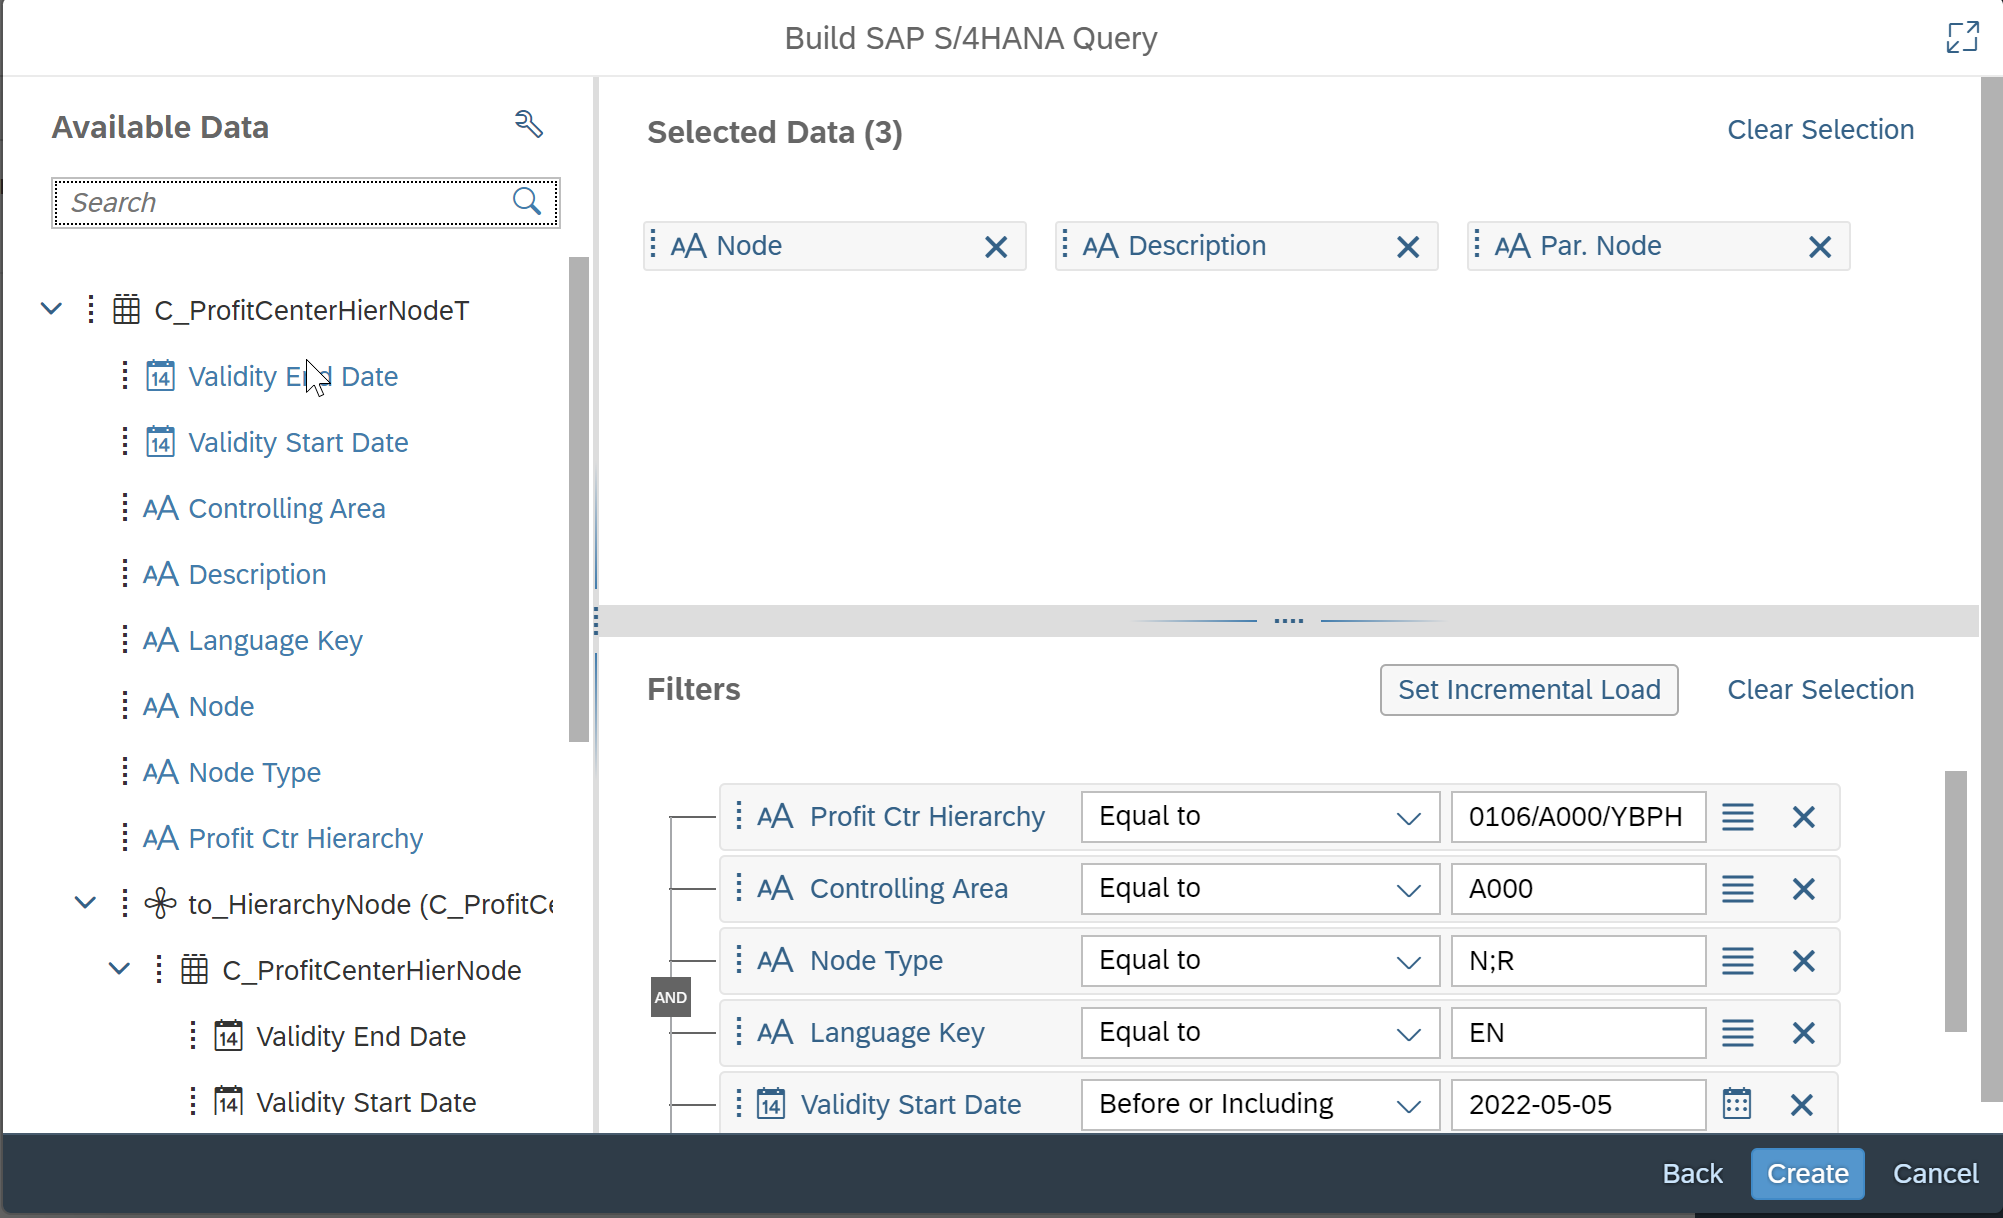 Build SAP S/4HANA Query
Available Data
Search
C_ProfitCenterHierNodeT
14 Validity End Date
14 Validity Start Date
AA Controlling Area
AA Description
AA Language Key
AA Node
AA Node Type
AA Profit Ctr Hierarchy
to_HierarchyNode (C_ProfitCe
C_ProfitCenterHierNode
14 Validity End Date
14 Validity Start Date
Selected Data (3)
Clear Selection
AA Node
AA Description
AA Par. Node
Filters
Set Incremental Load
Clear Selection
AND
AA Profit Ctr Hierarchy Equal to 0106/A000/YBPH
AA Controlling Area Equal to A000
AA Node Type Equal to N;R
AA Language Key Equal to EN
14 Validity Start Date Before or Including 2022-05-05
Back Create Cancel